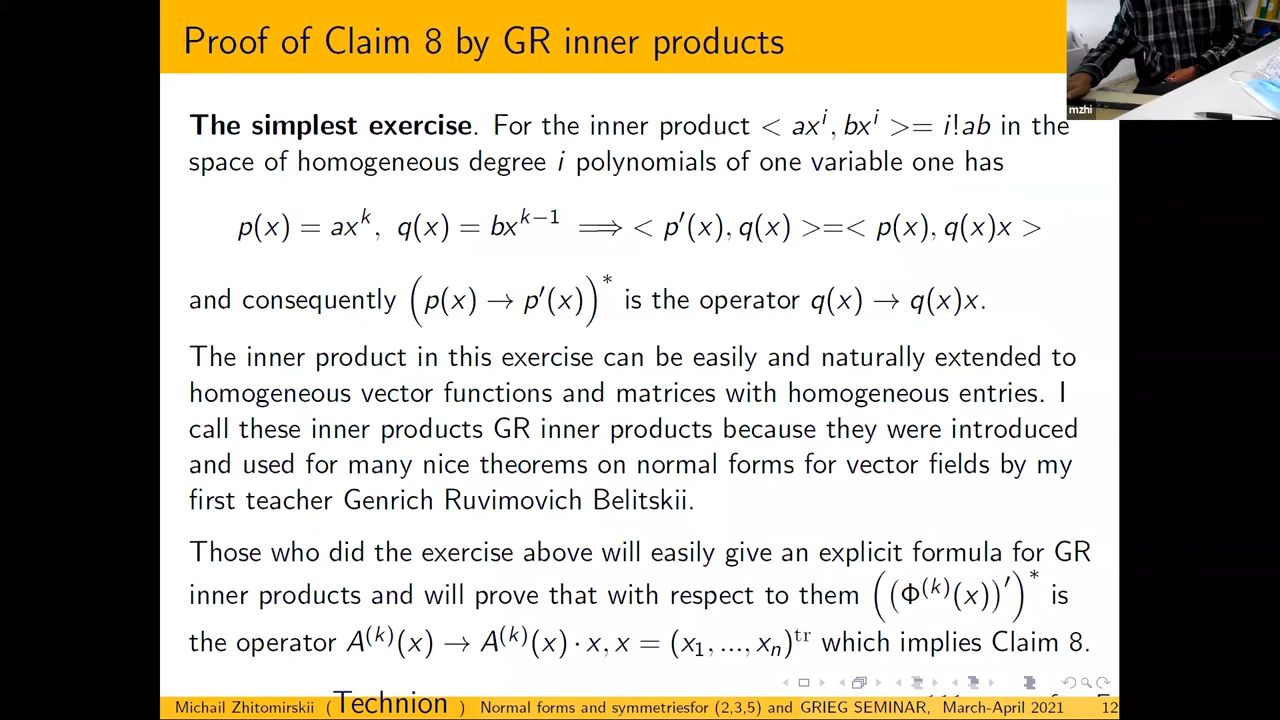 Proof of Claim 8 by GR inner products
mzhi
The simplest exercise. For the inner product < ax^i, bx^i >= i!ab in the
space of homogeneous degree i polynomials of one variable one has
p(x) = ax^k, q(x) = bx^{k−1} ⟹ < p′(x), q(x) >=< p(x), q(x)x >
and consequently (p(x) → p′(x))^* is the operator q(x) → q(x)x.
The inner product in this exercise can be easily and naturally extended to
homogeneous vector functions and matrices with homogeneous entries. I
call these inner products GR inner products because they were introduced
and used for many nice theorems on normal forms for vector fields by my
first teacher Genrich Ruvimovich Belitskii.
Those who did the exercise above will easily give an explicit formula for GR
inner products and will prove that with respect to them ((Φ^{(k)}(x))′)^* is
the operator A^{(k)}(x) → A^{(k)}(x) · x, x = (x_1, ..., x_n)^{tr} which implies Claim 8.
Michail Zhitomirskii ( Technion ) Normal forms and symmetriesfor (2,3,5) and GRIEG SEMINAR, March-April 2021 12